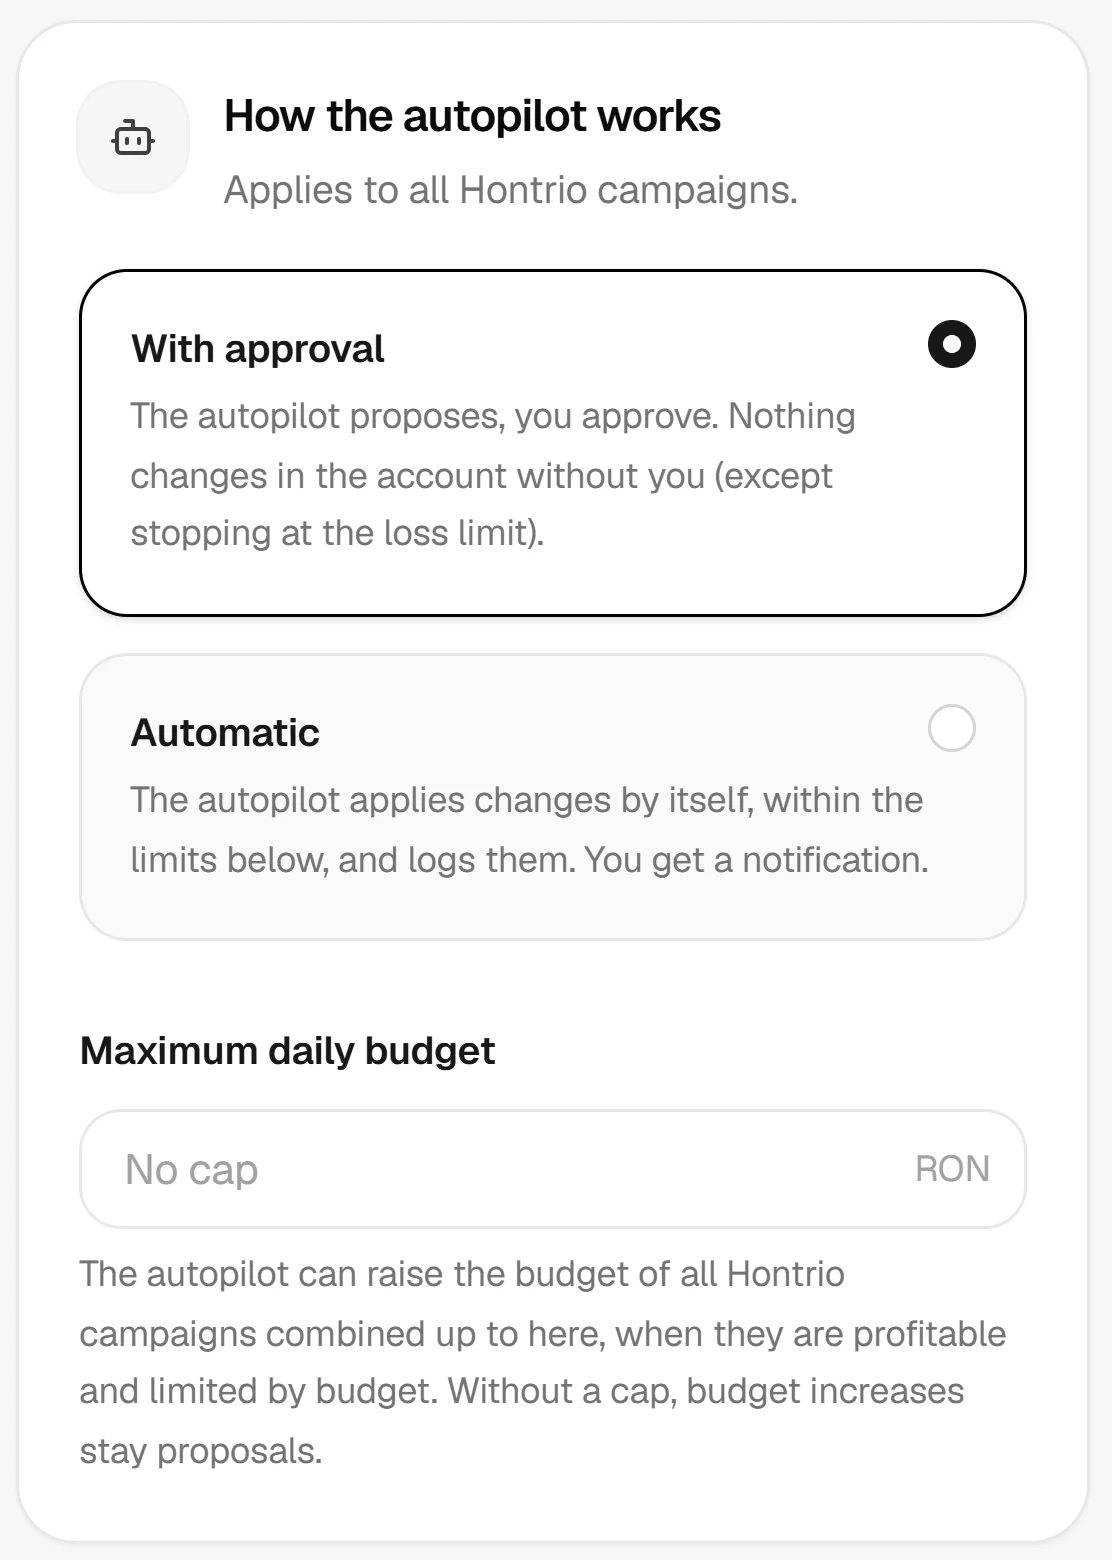 How the autopilot works
Applies to all Hontrio campaigns.
With approval
The autopilot proposes, you approve. Nothing
changes in the account without you (except
stopping at the loss limit).
Automatic
The autopilot applies changes by itself, within the
limits below, and logs them. You get a notification.
Maximum daily budget
No cap RON
The autopilot can raise the budget of all Hontrio
campaigns combined up to here, when they are profitable
and limited by budget. Without a cap, budget increases
stay proposals.